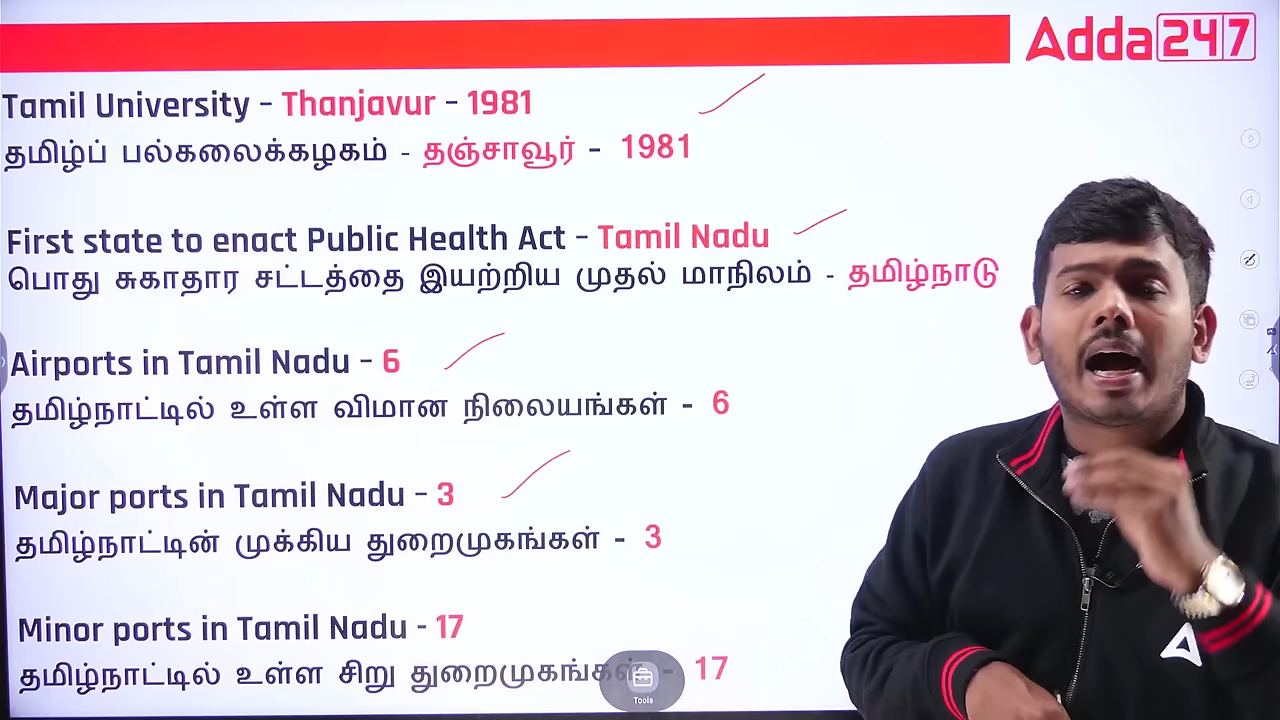 Adda247
Tamil University – Thanjavur – 1981
தமிழ்ப் பல்கலைக்கழகம் - தஞ்சாவூர் - 1981
First state to enact Public Health Act – Tamil Nadu
பொது சுகாதார சட்டத்தை இயற்றிய முதல் மாநிலம் - தமிழ்நாடு
Airports in Tamil Nadu – 6
தமிழ்நாட்டில் உள்ள விமான நிலையங்கள் - 6
Major ports in Tamil Nadu – 3
தமிழ்நாட்டின் முக்கிய துறைமுகங்கள் - 3
Minor ports in Tamil Nadu - 17
தமிழ்நாட்டில் உள்ள சிறு துறைமுகங்கள் - 17
Tools